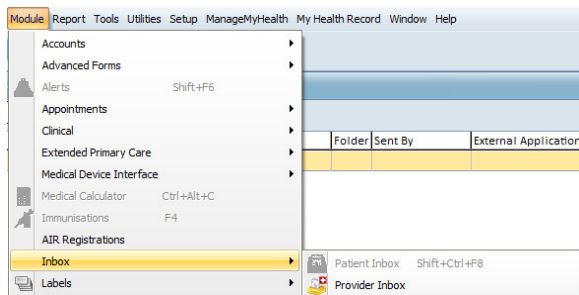 Module Report Tools Utilities Setup ManageMyHealth My Health Record Window Help
Accounts
Advanced Forms
Alerts Shift+F6
Appointments
Clinical
Folder Sent By External Application
Extended Primary Care
Medical Device Interface
Medical Calculator Ctrl+Alt+C
Immunisations F4
AIR Registrations
Inbox
Patient Inbox Shift+Ctrl+F8
Labels
Provider Inbox